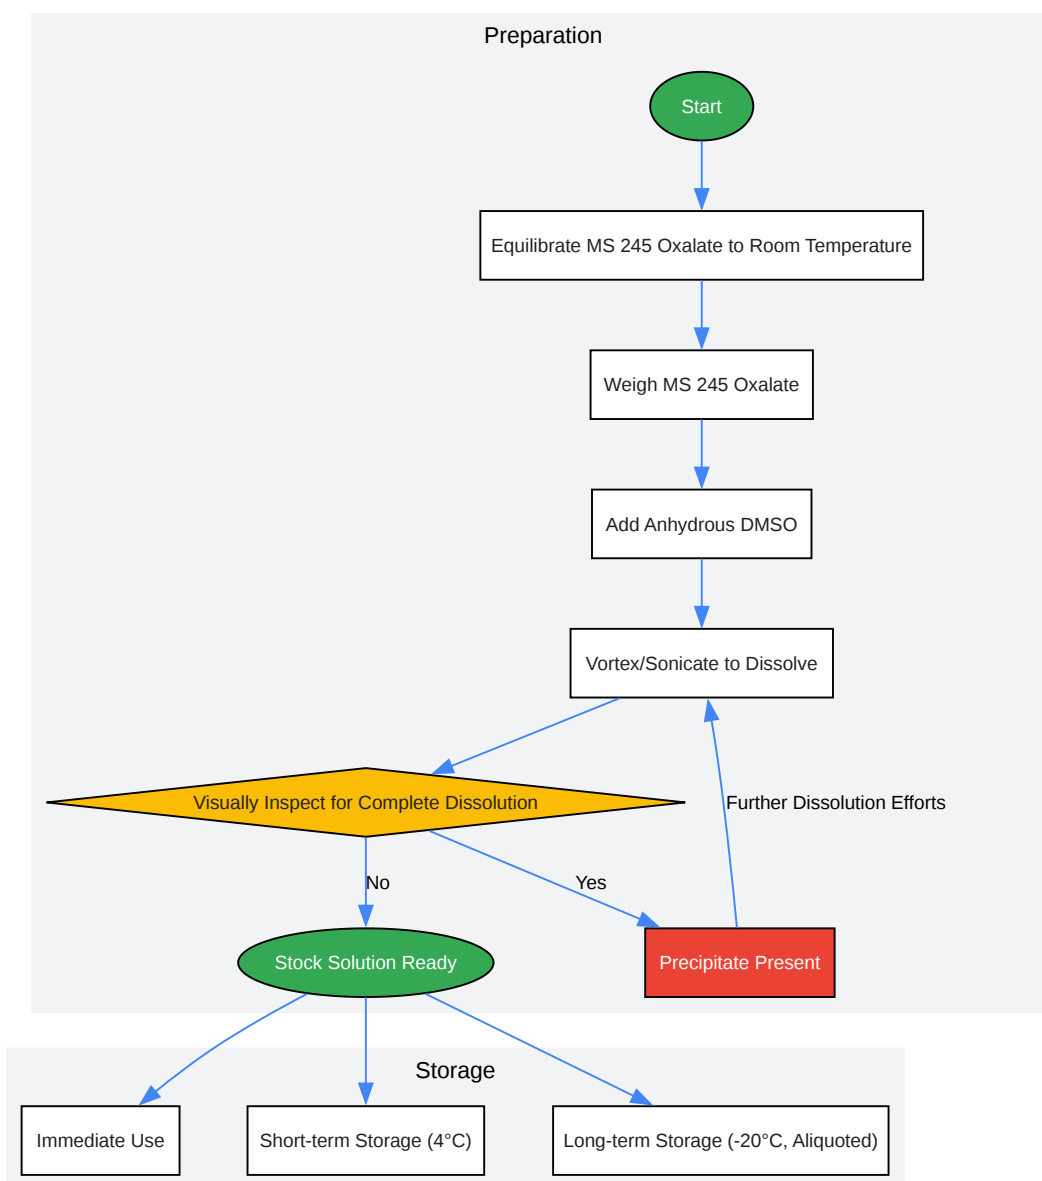 Preparation
Start
Equilibrate MS 245 Oxalate to Room Temperature
Weigh MS 245 Oxalate
Add Anhydrous DMSO
Vortex/Sonicate to Dissolve
Visually Inspect for Complete Dissolution
Further Dissolution Efforts
No
Yes
Stock Solution Ready
Precipitate Present
Storage
Immediate Use
Short-term Storage (4°C)
Long-term Storage (-20°C, Aliquoted)